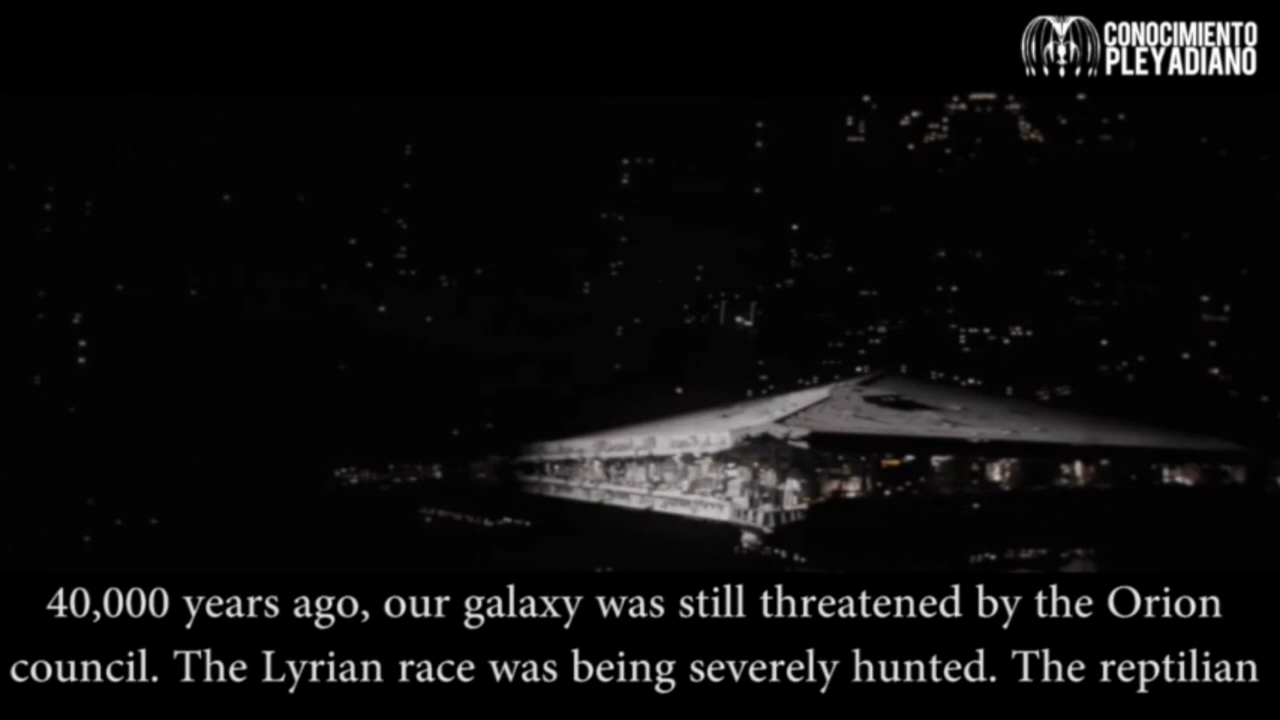 CONOCIMIENTO
PLEYADIANO
40,000 years ago, our galaxy was still threatened by the Orion
council. The Lyrian race was being severely hunted. The reptilian